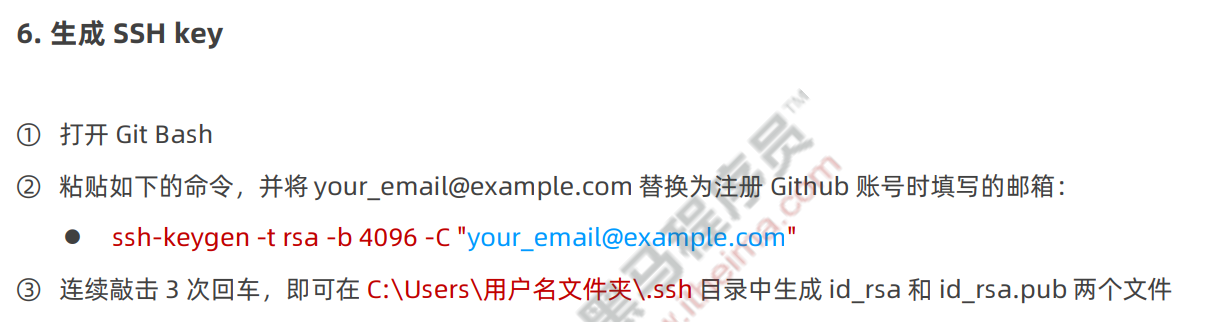 6. 生成 SSH key
① 打开 Git Bash
② 粘贴如下的命令，并将 your_email@example.com 替换为注册 Github 账号时填写的邮箱：
● ssh-keygen -t rsa -b 4096 -C "your_email@example.com"
③ 连续敲击 3 次回车，即可在 C:\Users\用户名文件夹\.ssh 目录中生成 id_rsa 和 id_rsa.pub 两个文件
黑马程序员™
www.itheima.com